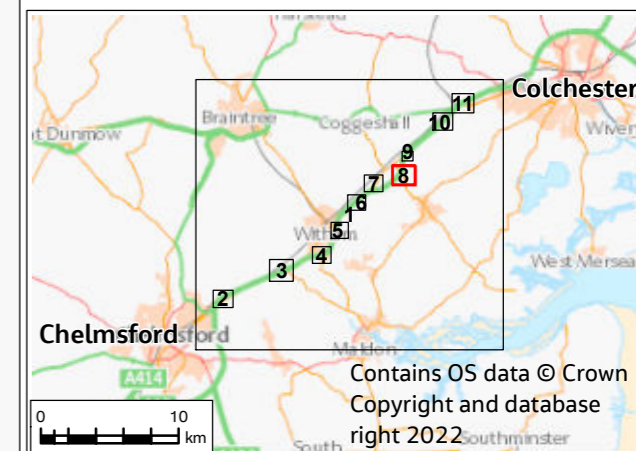 Colchester
11
Braintree
Coggeshall
10
t Dunmow
Wiver
9
8
7
6
1
Witham
5
West Mersea
4
3
2
Chelmsford
Maldon
A414
Contains OS data © Crown
Copyright and database
right 2022
0 10
km
South
Southminster